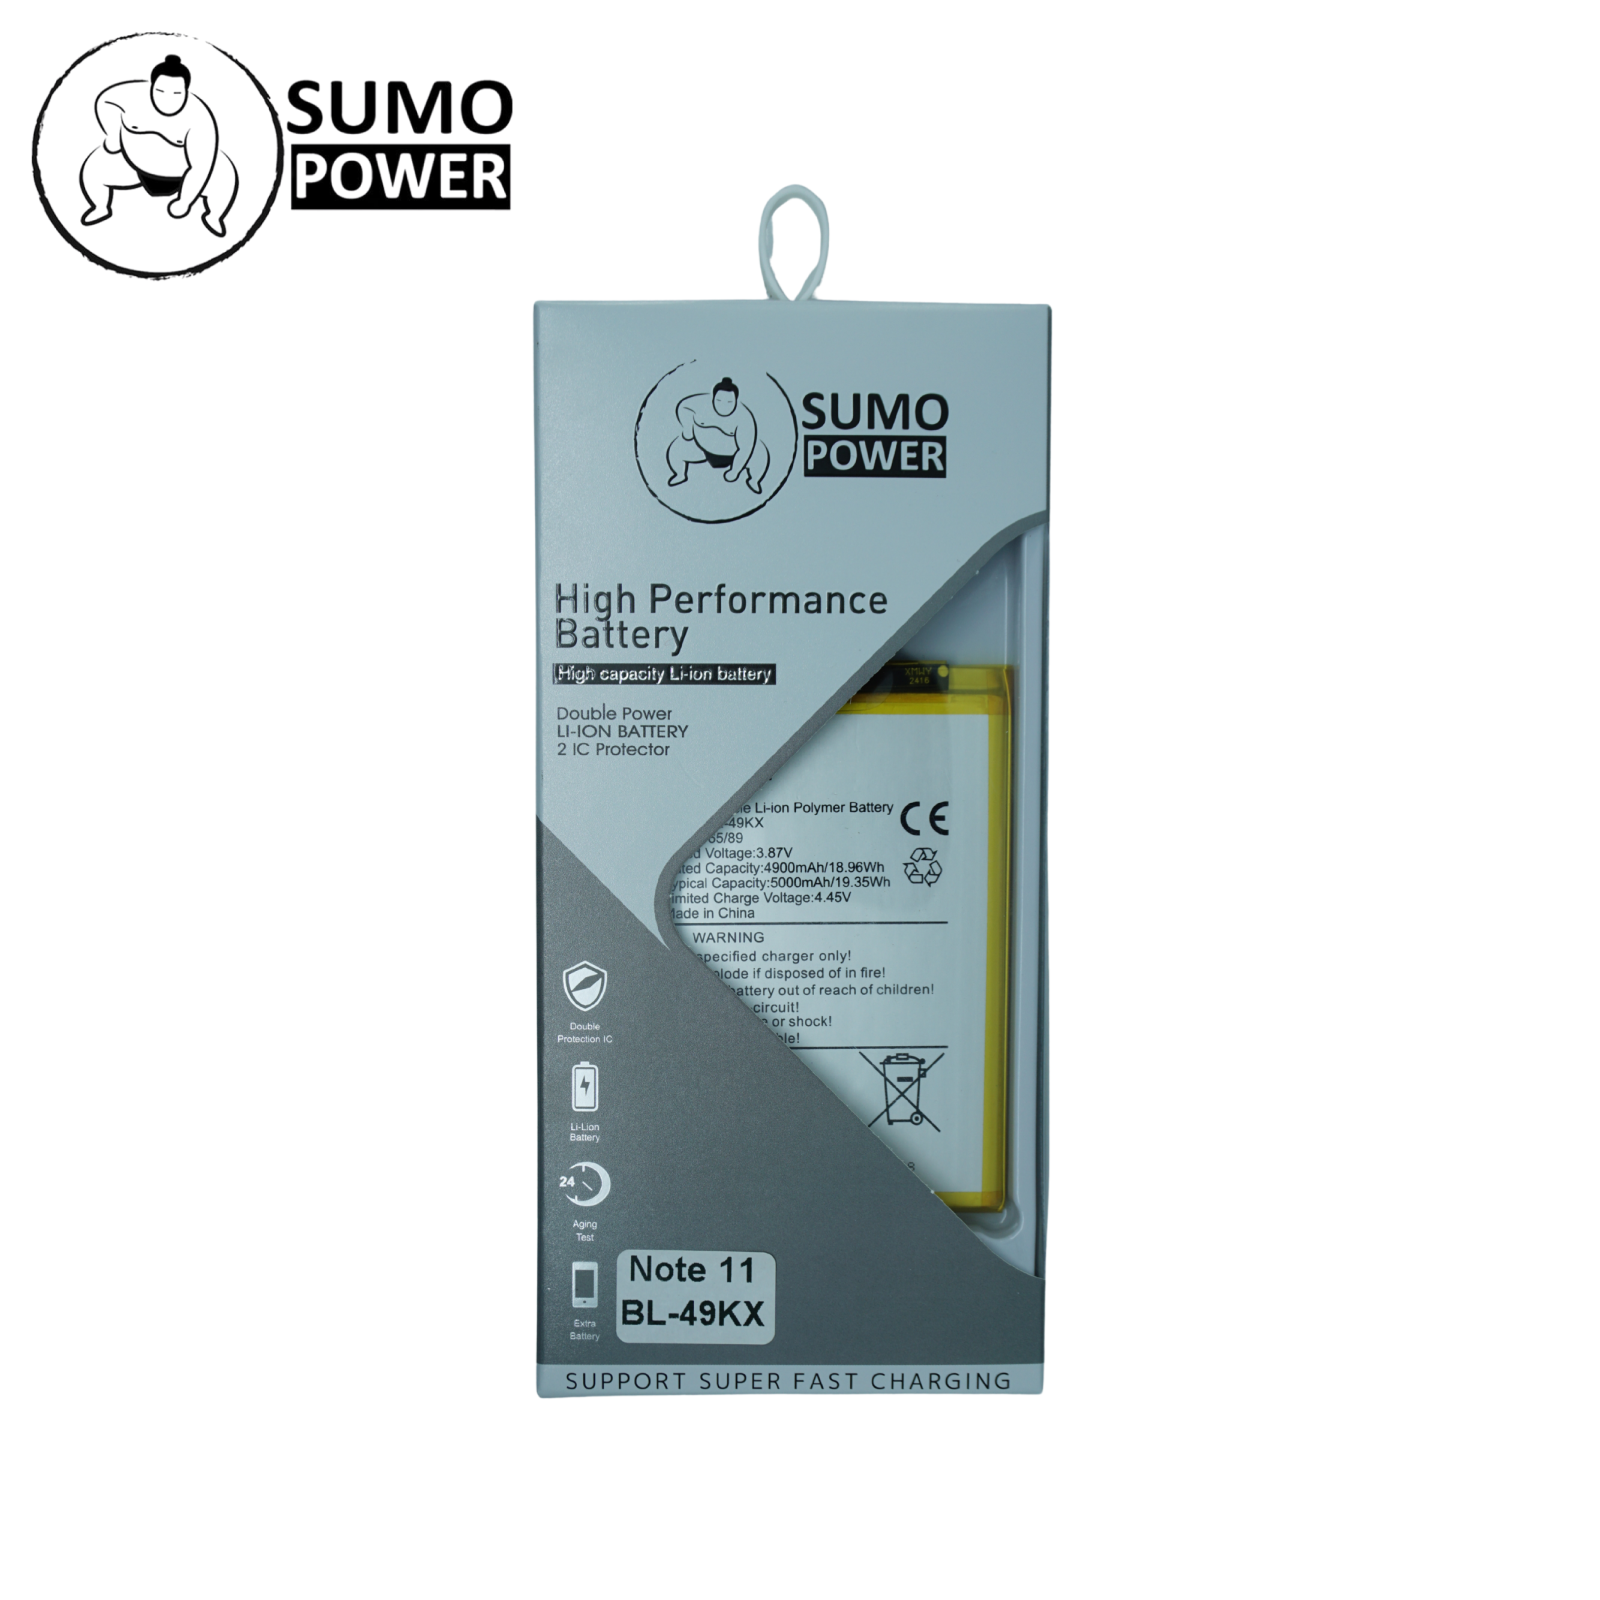 SUMO
POWER
SUMO
POWER
High Performance
Battery
High capacity Li-ion battery
Double Power
LI-ION BATTERY
2 IC Protector
XMWY
2416
Li-ion Polymer Battery
-49KX
/89
Voltage:3.87V
Capacity:4900mAh/18.96Wh
Capacity:5000mAh/19.35Wh
Charge Voltage:4.45V
in China
CE
WARNING
charger only!
if disposed of in fire!
out of reach of children!
circuit!
or shock!
Double
Protection IC
Li-Lion
Battery
24
Aging
Test
Extra
Battery
Note 11
BL-49KX
SUPPORT SUPER FAST CHARGING